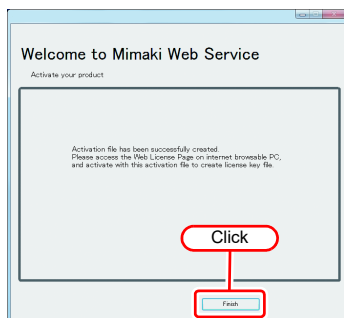 Welcome to Mimaki Web Service
Activate your product
Activation file has been successfully created.
Please access the Web License Page on internet browsable PC,
and activate with this activation file to create license key file.
Click
Finish